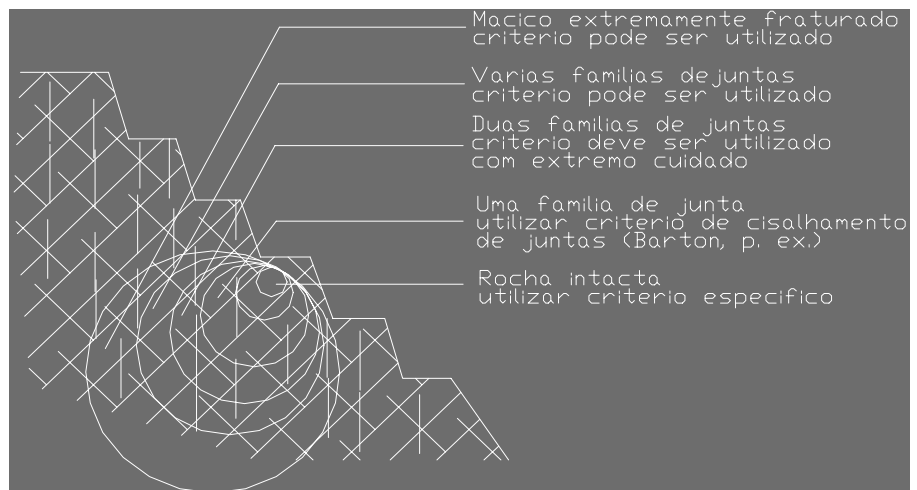 Macico extremamente fraturado
criterio pode ser utilizado
Varias familias de juntas
criterio pode ser utilizado
Duas familias de juntas
criterio deve ser utilizado
com extremo cuidado
Uma familia de junta
utilizar criterio de cisalhamento
de juntas (Barton, p. ex.)
Rocha intacta
utilizar criterio especifico